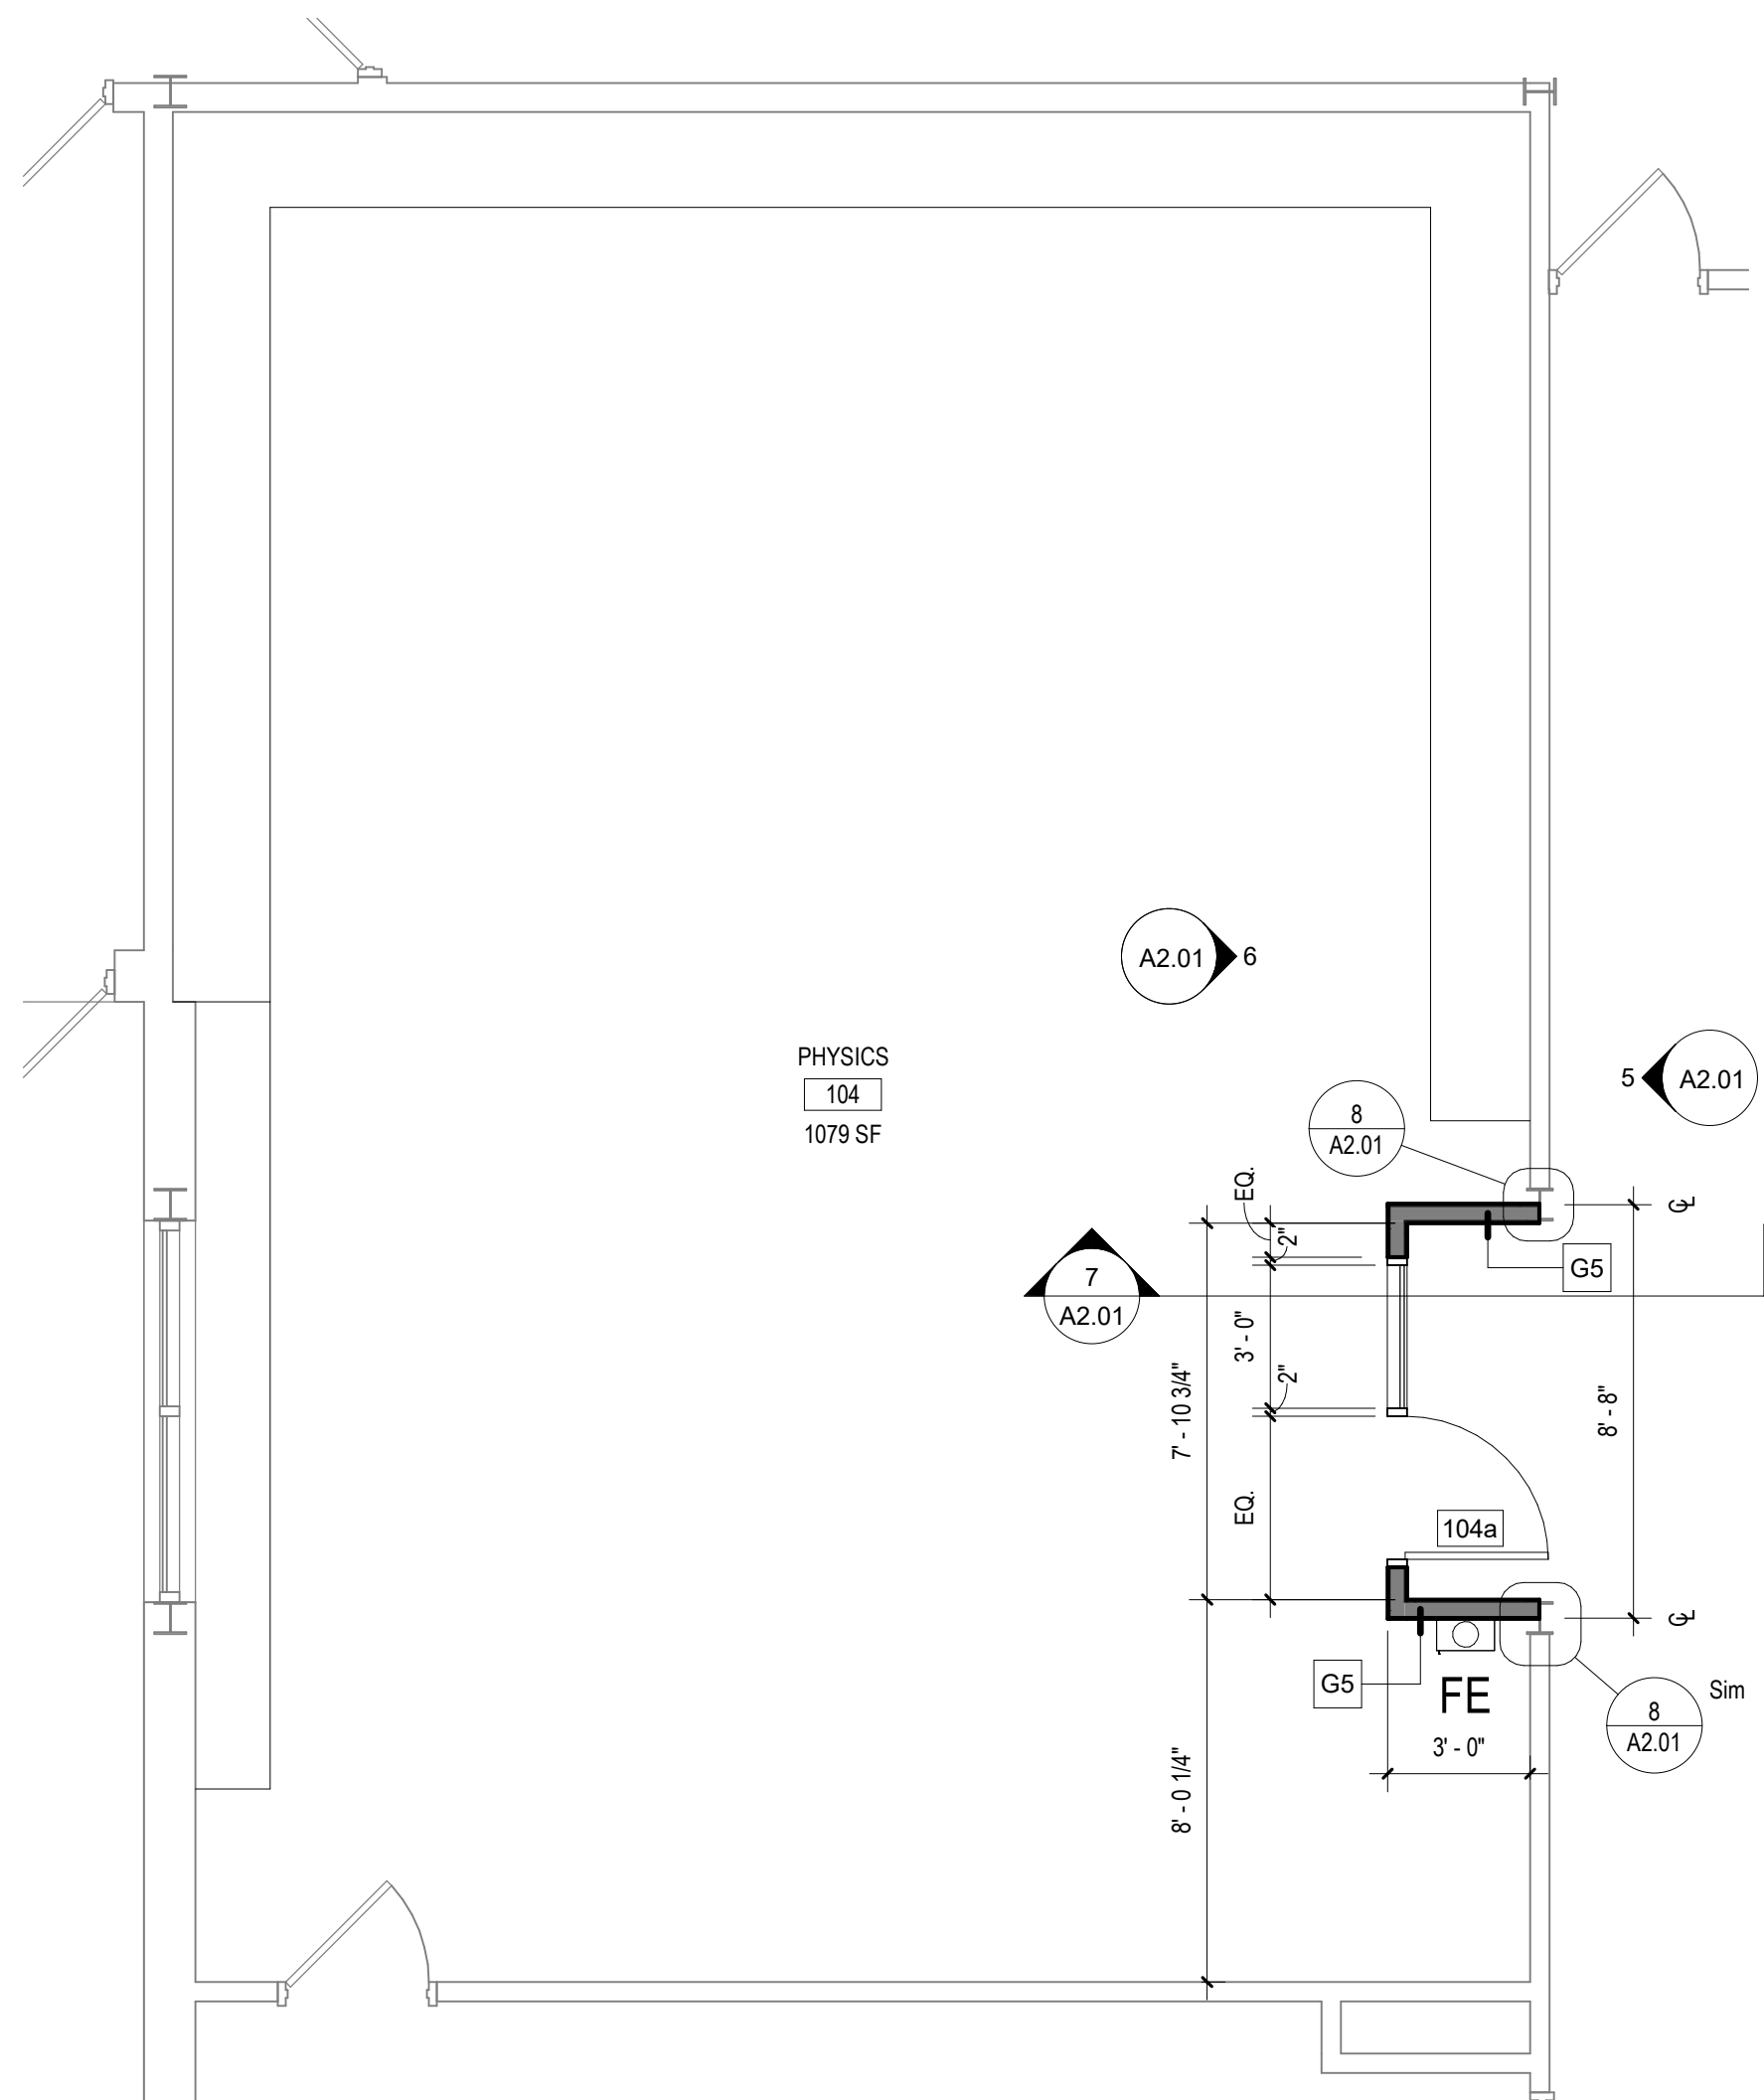 A2.01
6
PHYSICS
104
1079 SF
5
A2.01
8
A2.01
EQ.
2"
℄
G5
7
A2.01
3' - 0"
2"
7' - 10 3/4"
8' - 8"
EQ.
104a
℄
G5
FE
Sim
8
A2.01
3' - 0"
8' - 0 1/4"